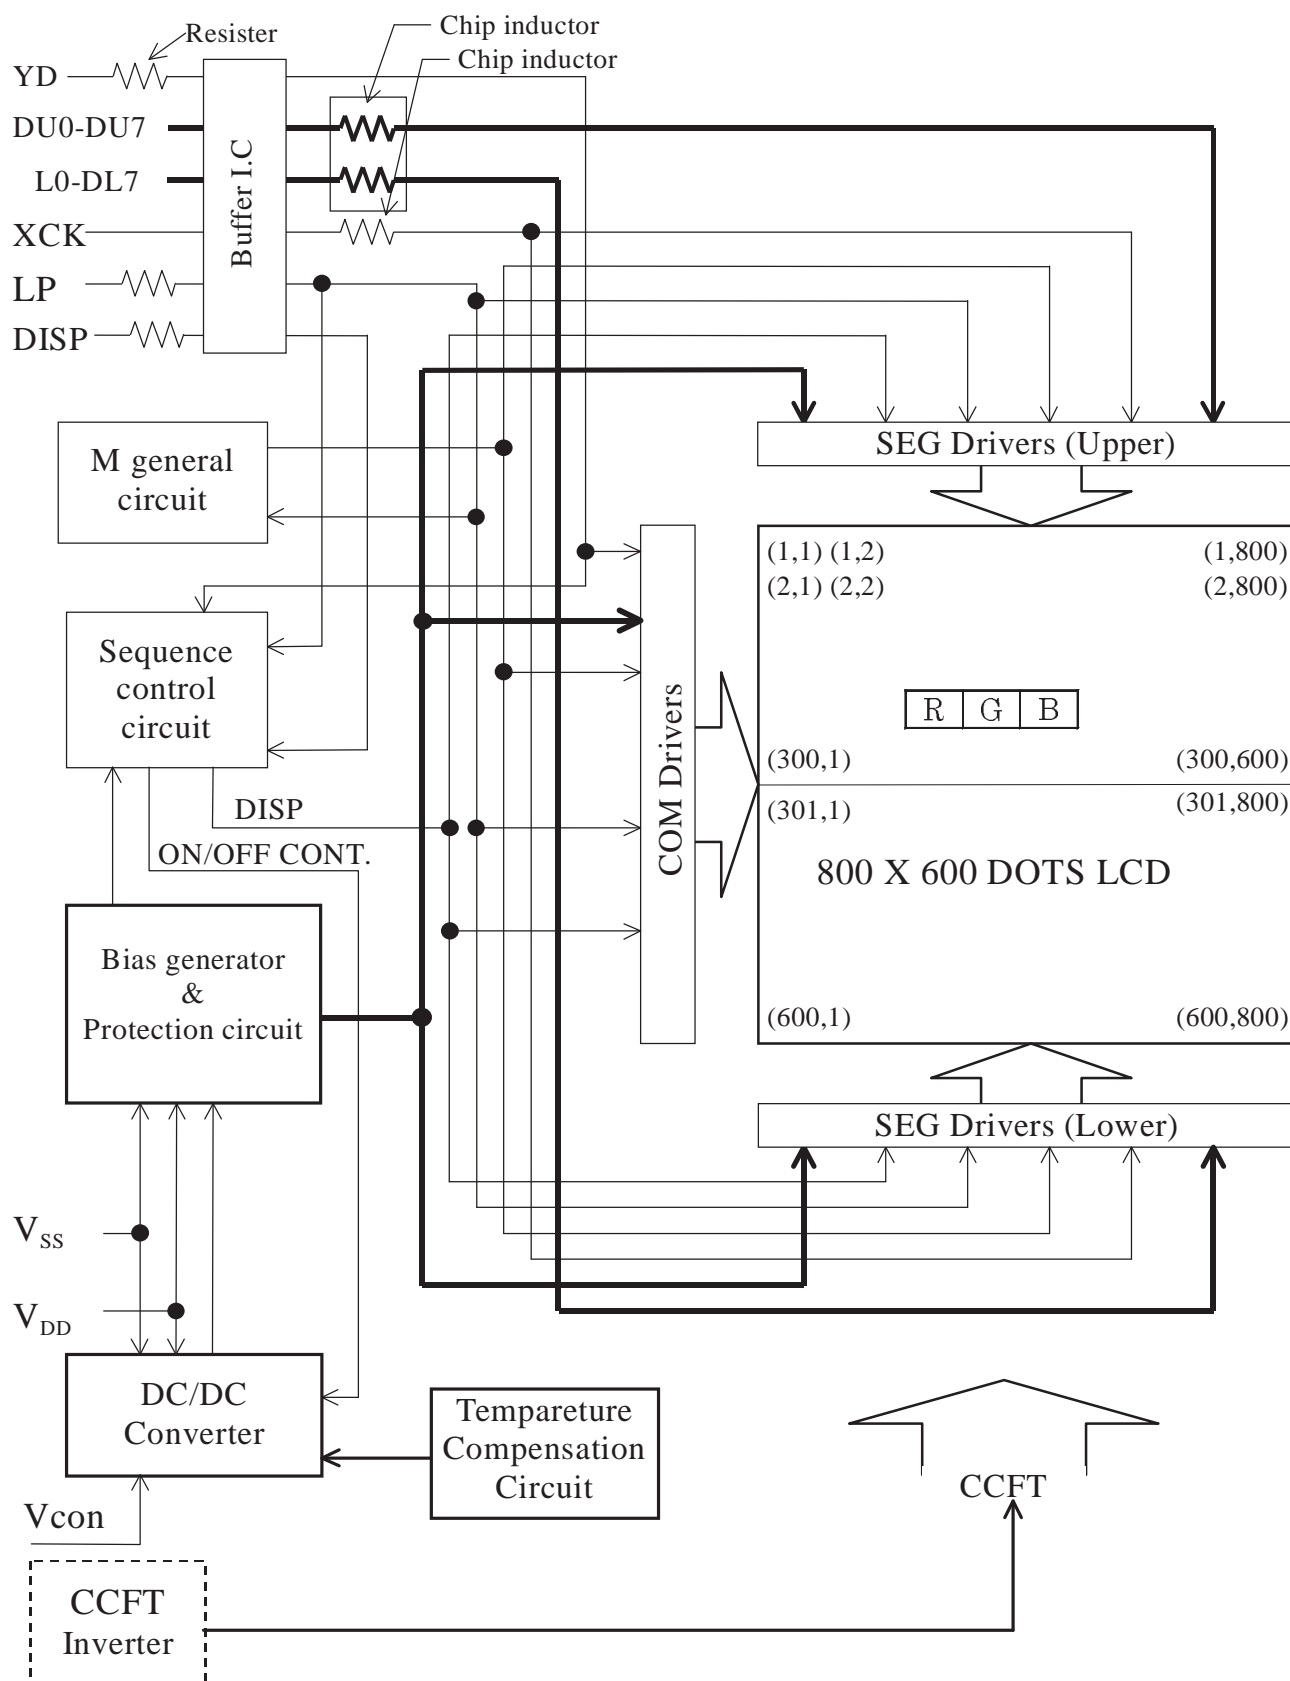 Resister
Chip inductor
Chip inductor
YD
DU0-DU7
L0-DL7
XCK
LP
DISP
Buffer I.C
M general
circuit
Sequence
control
circuit
DISP
ON/OFF CONT.
Bias generator
&
Protection circuit
VSS
VDD
DC/DC
Converter
Vcon
Tempareture
Compensation
Circuit
CCFT
Inverter
COM Drivers
SEG Drivers (Upper)
(1,1) (1,2) (1,800)
(2,1) (2,2) (2,800)
R G B
(300,1) (300,600)
(301,1) (301,800)
800 X 600 DOTS LCD
(600,1) (600,800)
SEG Drivers (Lower)
CCFT